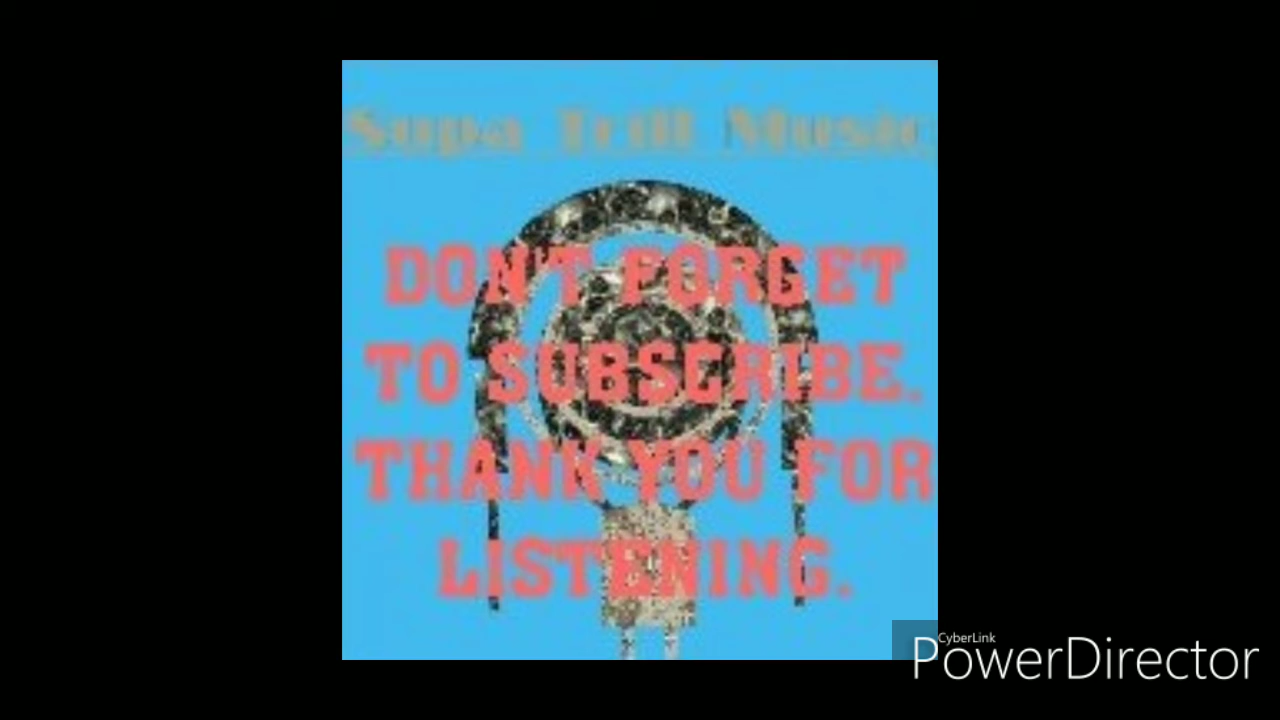 Supa Trill Music
DON'T FORGET
TO SUBSCRIBE.
THANK YOU FOR
LISTENING.
CyberLink
PowerDirector